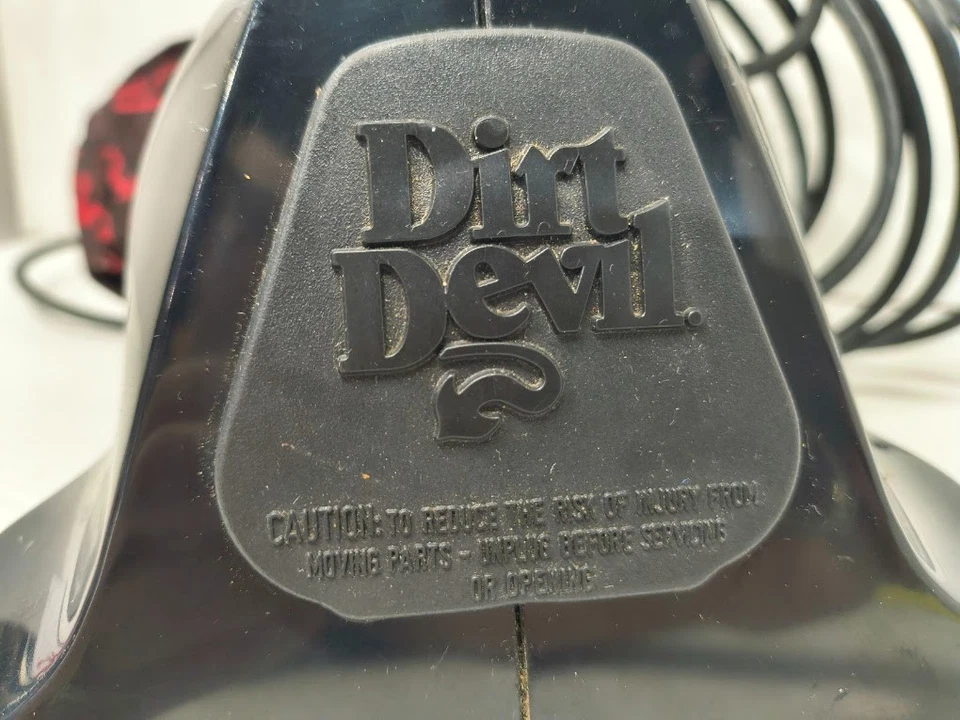 Dirt
Devil.
CAUTION: TO REDUCE THE RISK OF INJURY FROM
MOVING PARTS - UNPLUG BEFORE SERVICING
OR OPENING